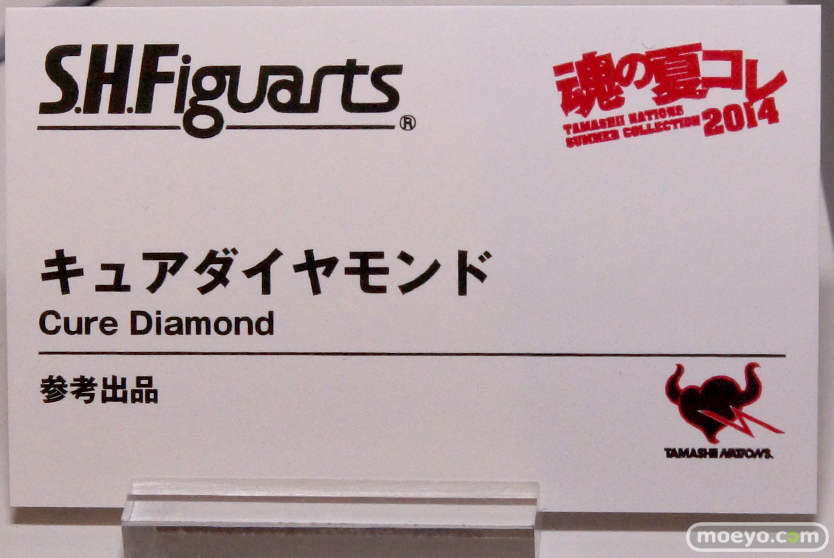 S.H.Figuarts®
魂の夏コレ
TAMASHII NATIONS
SUMMER COLLECTION 2014
キュアダイヤモンド
Cure Diamond
参考出品
TAMASHII NATIONS.
moeyo.com